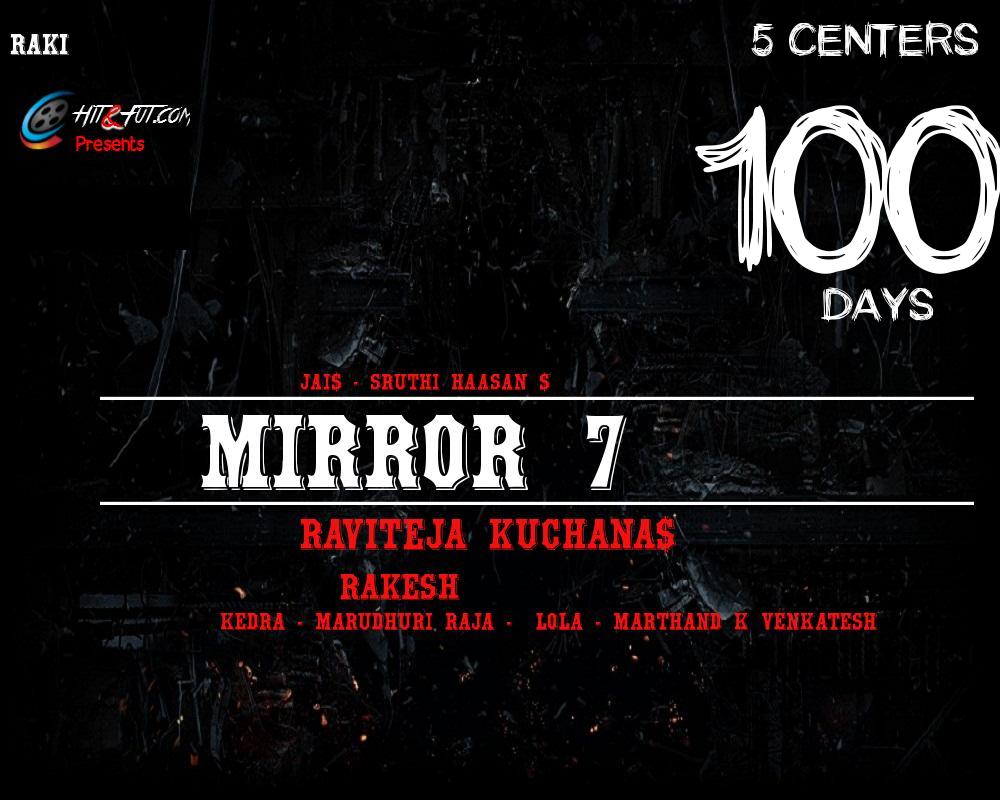 RAKI
5 CENTERS
HIT&FUT.COM
Presents
100
DAYS
JAI$ - SRUTHI HAASAN $
MIRROR 7
RAVITEJA KUCHANA$
RAKESH
KEDRA - MARUDHURI RAJA - LOLA - MARTHAND K VENKATESH